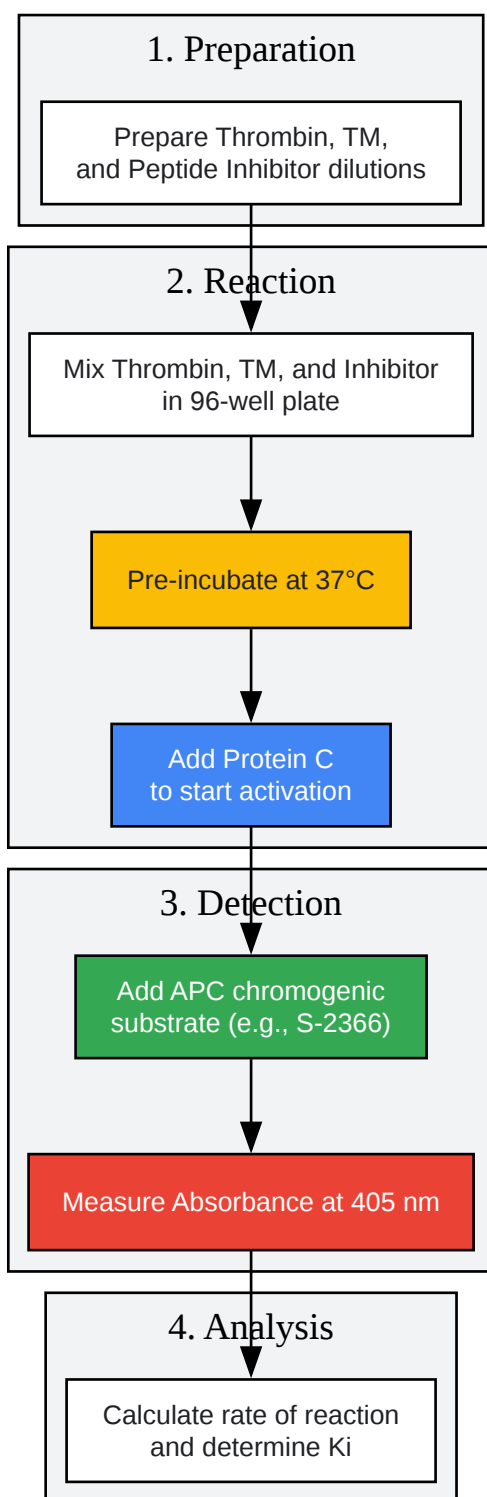 1. Preparation
Prepare Thrombin, TM,
and Peptide Inhibitor dilutions
2. Reaction
Mix Thrombin, TM, and Inhibitor
in 96-well plate
Pre-incubate at 37°C
Add Protein C
to start activation
3. Detection
Add APC chromogenic
substrate (e.g., S-2366)
Measure Absorbance at 405 nm
4. Analysis
Calculate rate of reaction
and determine Ki